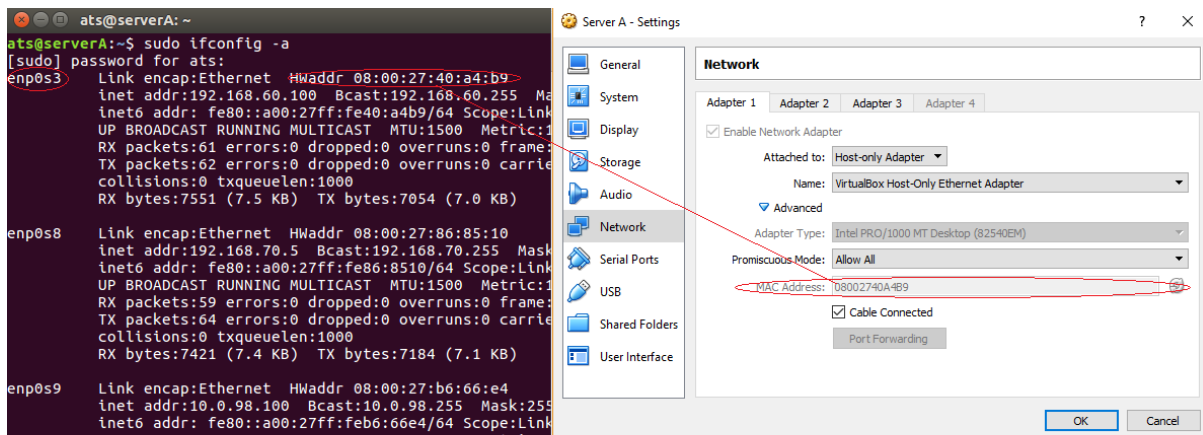 ats@serverA: ~
ats@serverA:~$ sudo ifconfig -a
[sudo] password for ats:
enp0s3 Link encap:Ethernet HWaddr 08:00:27:40:a4:b9
inet addr:192.168.60.100 Bcast:192.168.60.255 Ma
inet6 addr: fe80::a00:27ff:fe40:a4b9/64 Scope:Link
UP BROADCAST RUNNING MULTICAST MTU:1500 Metric:1
RX packets:61 errors:0 dropped:0 overruns:0 frame:
TX packets:62 errors:0 dropped:0 overruns:0 carrie
collisions:0 txqueuelen:1000
RX bytes:7551 (7.5 KB) TX bytes:7054 (7.0 KB)
enp0s8 Link encap:Ethernet HWaddr 08:00:27:86:85:10
inet addr:192.168.70.5 Bcast:192.168.70.255 Mask
inet6 addr: fe80::a00:27ff:fe86:8510/64 Scope:Link
UP BROADCAST RUNNING MULTICAST MTU:1500 Metric:1
RX packets:59 errors:0 dropped:0 overruns:0 frame:
TX packets:64 errors:0 dropped:0 overruns:0 carrie
collisions:0 txqueuelen:1000
RX bytes:7421 (7.4 KB) TX bytes:7184 (7.1 KB)
enp0s9 Link encap:Ethernet HWaddr 08:00:27:b6:66:e4
inet addr:10.0.98.100 Bcast:10.0.98.255 Mask:255
inet6 addr: fe80::a00:27ff:feb6:66e4/64 Scope:Link
Server A - Settings
General
System
Display
Storage
Audio
Network
Serial Ports
USB
Shared Folders
User Interface
Network
Adapter 1 Adapter 2 Adapter 3 Adapter 4
Enable Network Adapter
Attached to: Host-only Adapter
Name: VirtualBox Host-Only Ethernet Adapter
Advanced
Adapter Type: Intel PRO/1000 MT Desktop (82540EM)
Promiscuous Mode: Allow All
MAC Address: 08002740A4B9
Cable Connected
Port Forwarding
OK Cancel